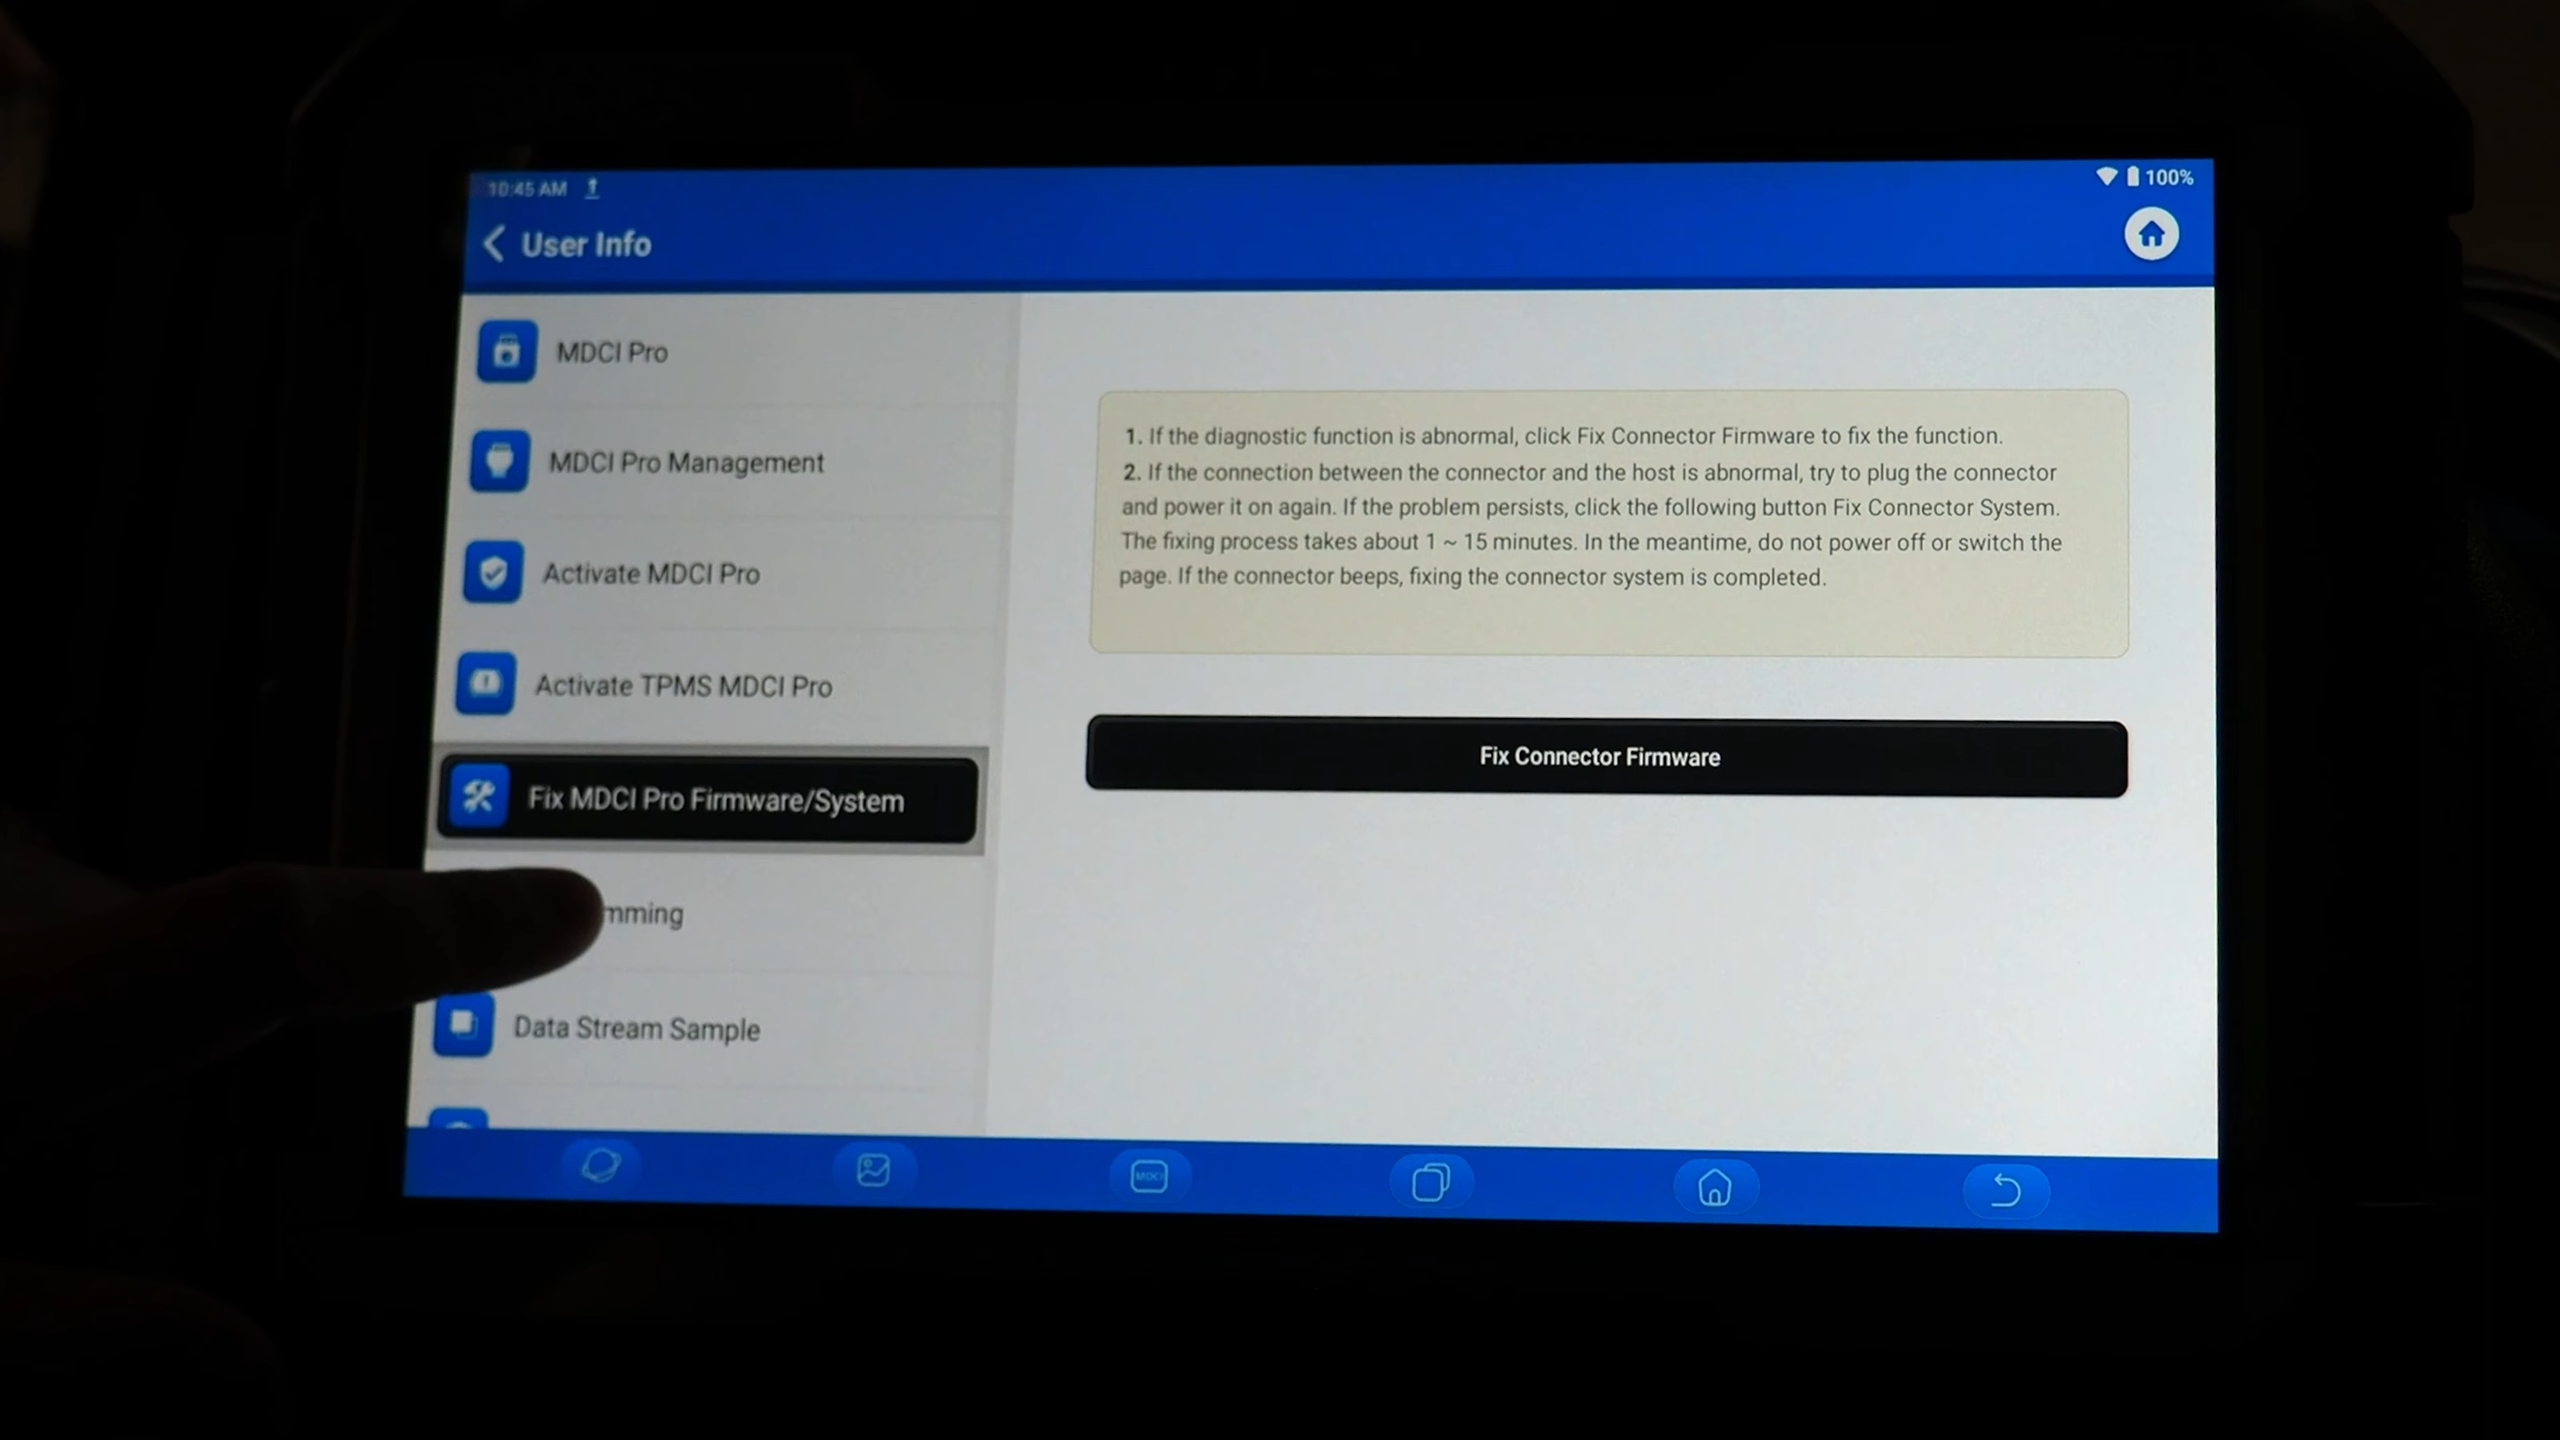 10:45 AM
100%
User Info
MDCI Pro
MDCI Pro Management
Activate MDCI Pro
Activate TPMS MDCI Pro
Fix MDCI Pro Firmware/System
mming
Data Stream Sample
1. If the diagnostic function is abnormal, click Fix Connector Firmware to fix the function.
2. If the connection between the connector and the host is abnormal, try to plug the connector
and power it on again. If the problem persists, click the following button Fix Connector System.
The fixing process takes about 1 ~ 15 minutes. In the meantime, do not power off or switch the
page. If the connector beeps, fixing the connector system is completed.
Fix Connector Firmware